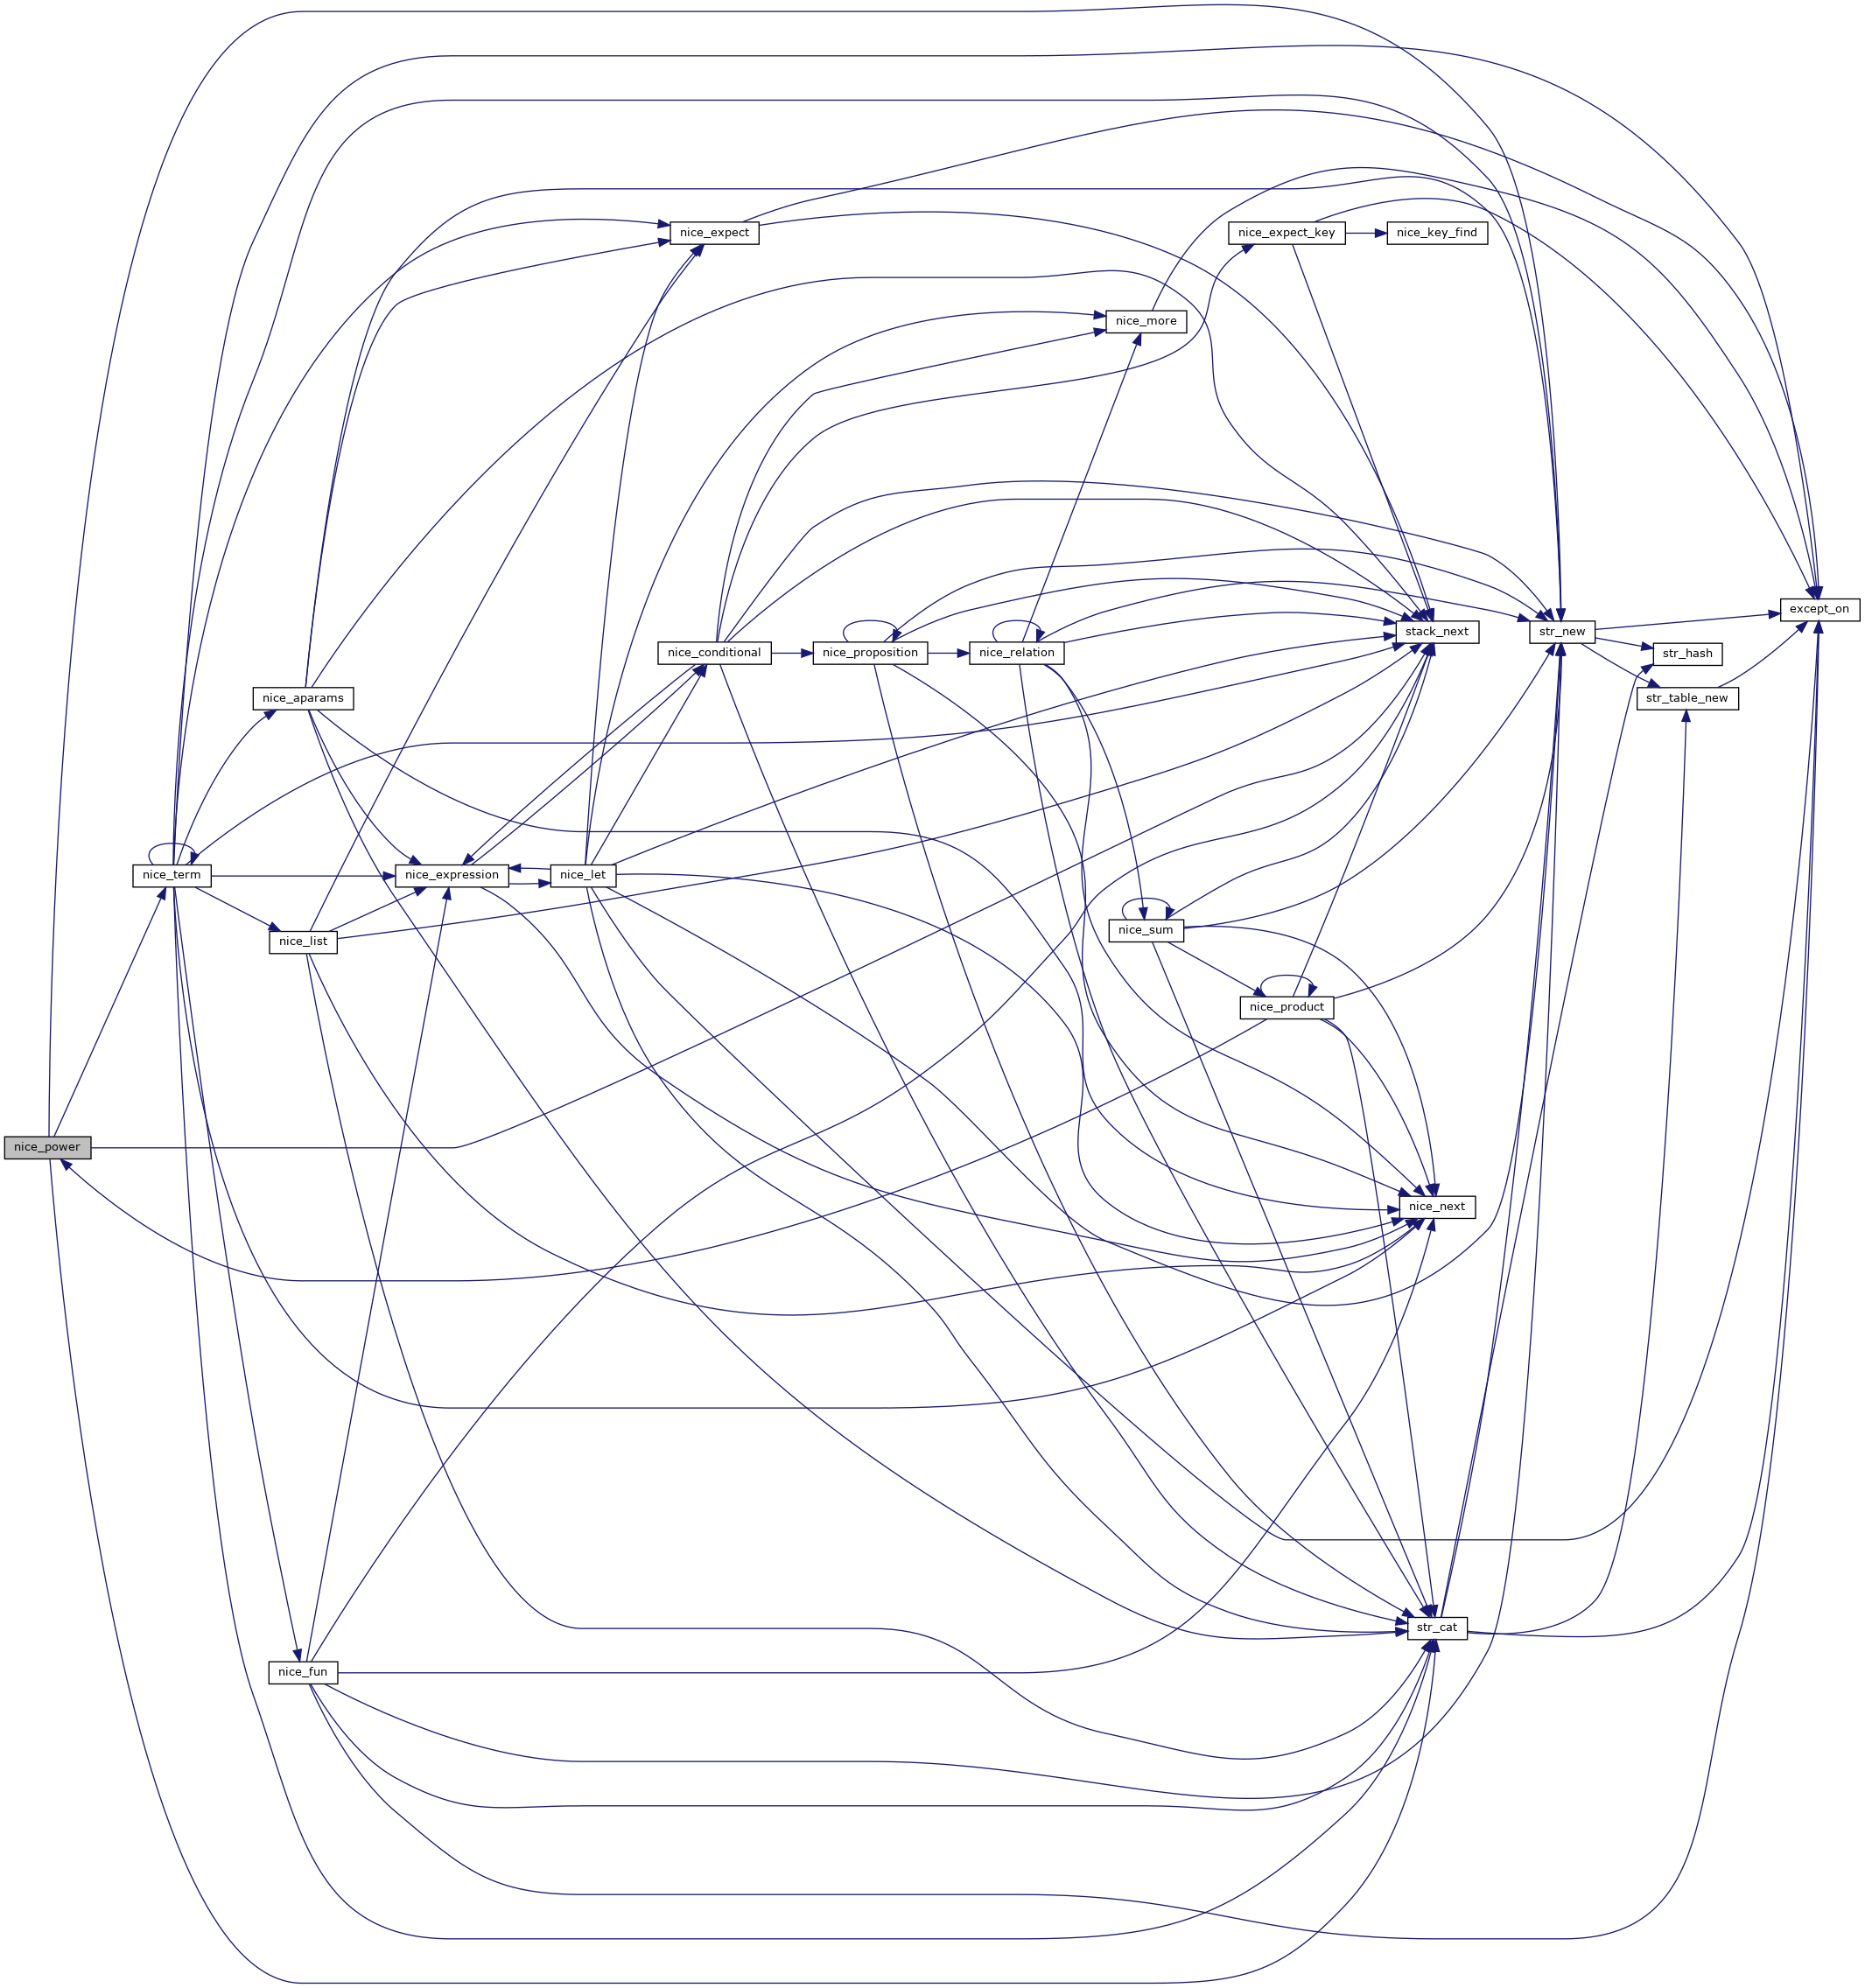 nice_expect
nice_expect_key
nice_key_find
nice_more
except_on
stack_next
str_new
nice_conditional
nice_proposition
nice_relation
str_hash
nice_aparams
str_table_new
nice_term
nice_expression
nice_let
nice_sum
nice_list
nice_product
nice_power
nice_next
str_cat
nice_fun